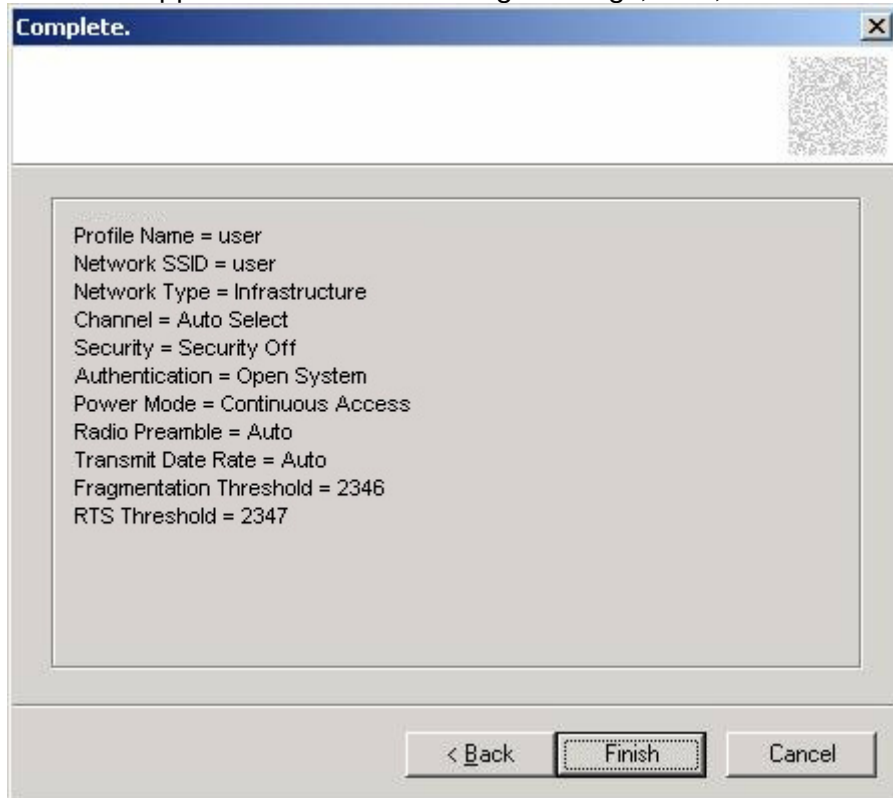 Complete.
Profile Name = user
Network SSID = user
Network Type = Infrastructure
Channel = Auto Select
Security = Security Off
Authentication = Open System
Power Mode = Continuous Access
Radio Preamble = Auto
Transmit Date Rate = Auto
Fragmentation Threshold = 2346
RTS Threshold = 2347
< Back
Finish
Cancel